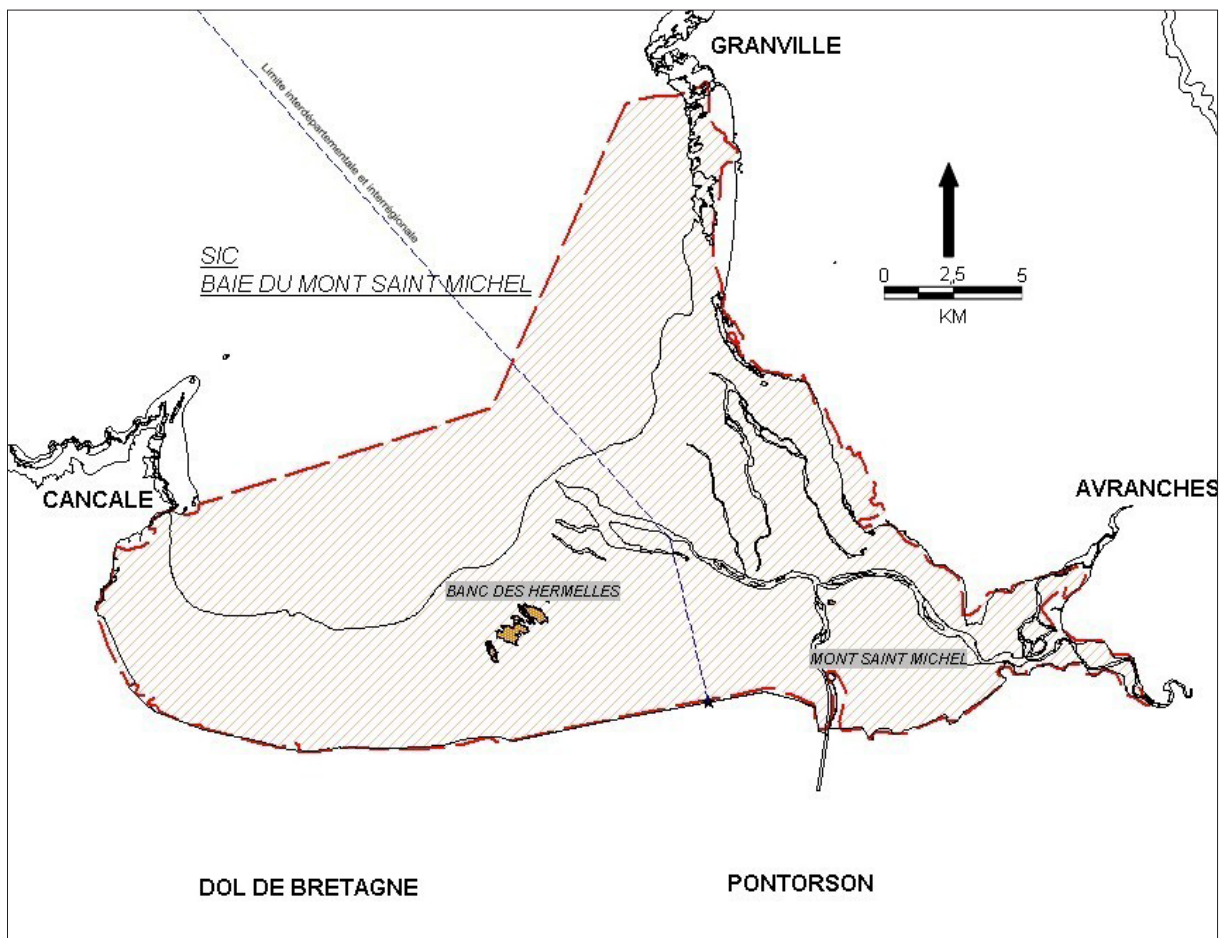 GRANVILLE
Limite interdépartementale et interrégionale
SIC
BAIE DU MONT SAINT MICHEL
0 2,5 5
KM
CANCALE
AVRANCHES
BANC DES HERMELLES
MONT SAINT MICHEL
DOL DE BRETAGNE
PONTORSON